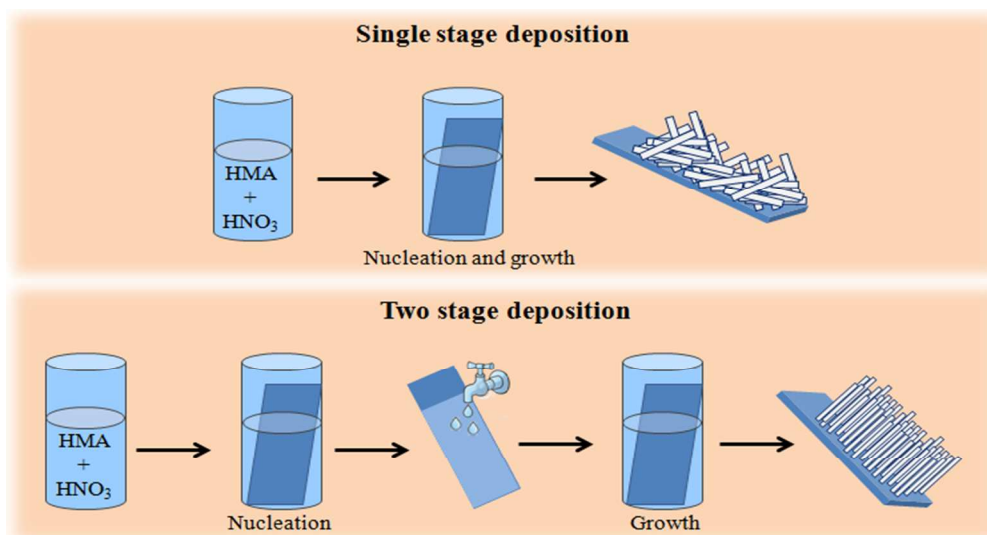 Single stage deposition
HMA
+
HNO₃
Nucleation and growth
Two stage deposition
HMA
+
HNO₃
Nucleation
Growth